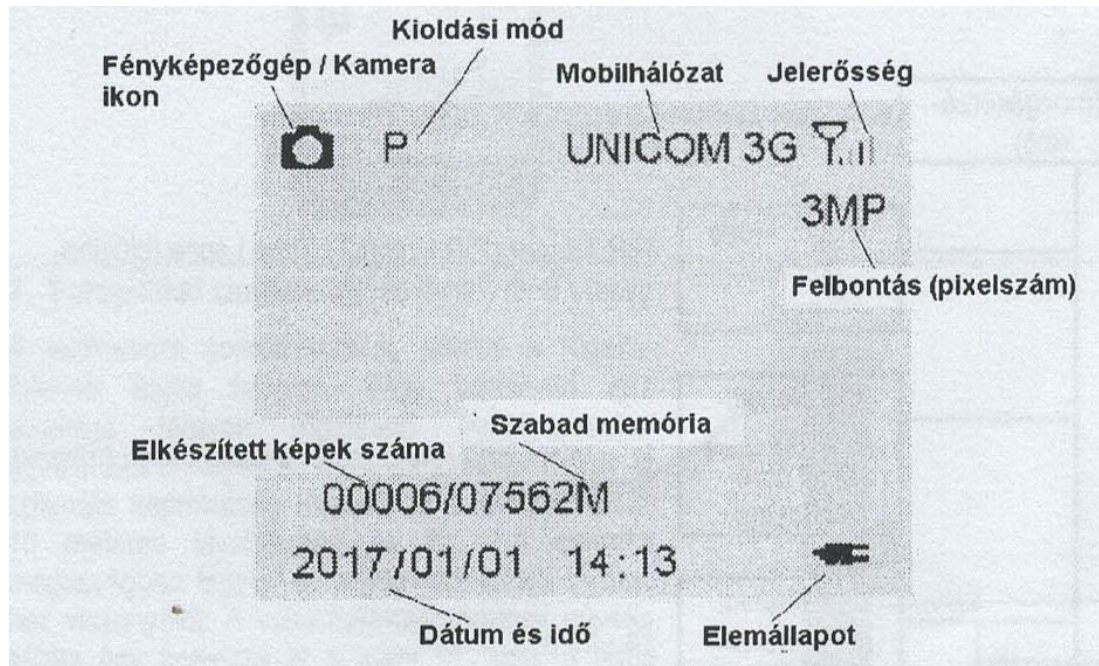 Kioldási mód
Fényképezőgép / Kamera
ikon
Mobilhálózat
Jelerősség
P
UNICOM 3G
3MP
Felbontás (pixelszám)
Szabad memória
Elkészített képek száma
00006/07562M
2017/01/01 14:13
Dátum és idő
Elemállapot